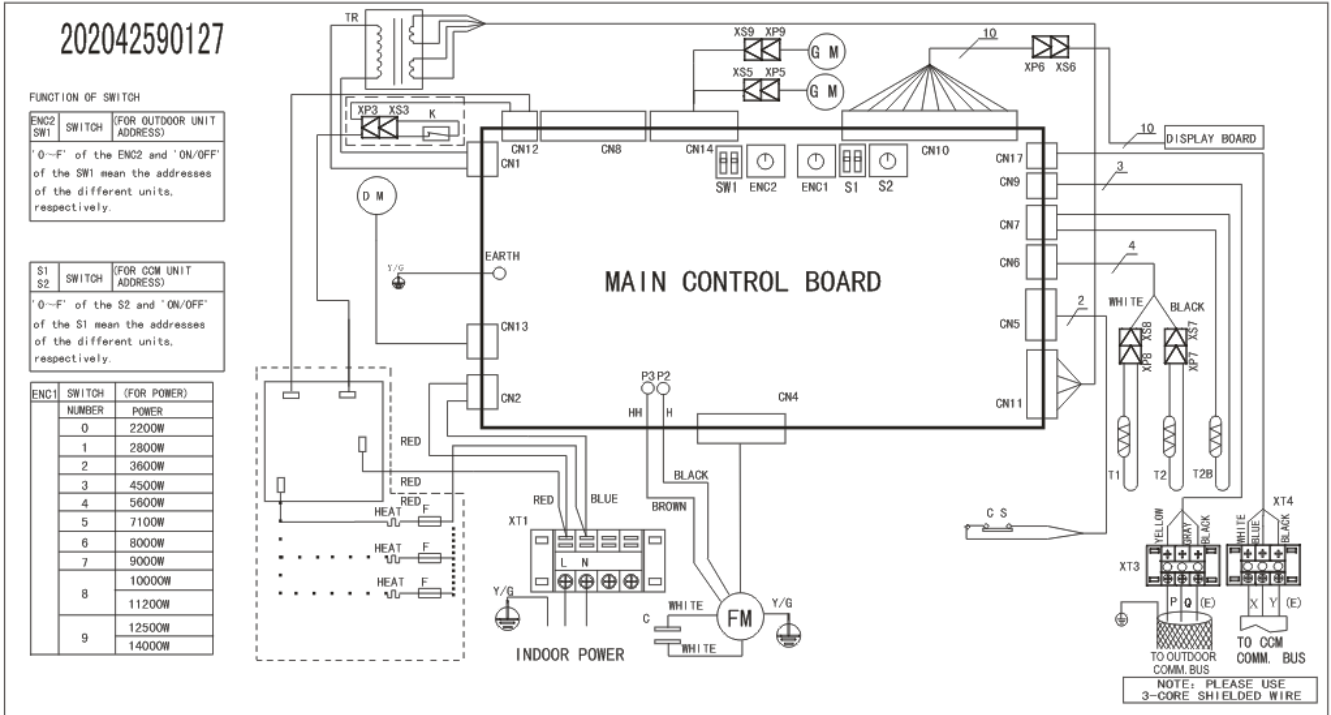 202042590127
FUNCTION OF SWITCH
ENC2 SW1 SWITCH (FOR OUTDOOR UNIT ADDRESS)
'0~F' of the ENC2 and 'ON/OFF'
of the SW1 mean the addresses
of the different units,
respectively.
S1 S2 SWITCH (FOR CCM UNIT ADDRESS)
'0~F' of the S2 and 'ON/OFF'
of the S1 mean the addresses
of the different units,
respectively.
ENC1 SWITCH (FOR POWER)
NUMBER POWER
0 2200W
1 2800W
2 3600W
3 4500W
4 5600W
5 7100W
6 8000W
7 9000W
8 10000W
11200W
9 12500W
14000W
TR
XP3 XS3 K
XS9 XP9
G M
XS5 XP5
G M
10
XP6 XS6
10
DISPLAY BOARD
CN12 CN8 CN14 CN10
CN1
CN17
SW1 ENC2 ENC1 S1 S2
CN9
3
D M
CN7
EARTH
Y/G
CN6
4
MAIN CONTROL BOARD
WHITE BLACK
CN5
2
CN13
XS8 XP8
XS7 XP7
CN2
P3 P2
HH H
CN4
CN11
T1 T2 T2B
RED
RED
RED
HEAT F
HEAT F
HEAT F
RED BLUE
XT1
L N
Y/G
INDOOR POWER
BLACK
BROWN
C
WHITE
WHITE
FM
Y/G
C S
YELLOW GRAY BLACK
XT3
P Q (E)
TO OUTDOOR
COMM. BUS
XT4
WHITE BLUE BLACK
X Y (E)
TO CCM
COMM. BUS
NOTE: PLEASE USE
3-CORE SHIELDED WIRE